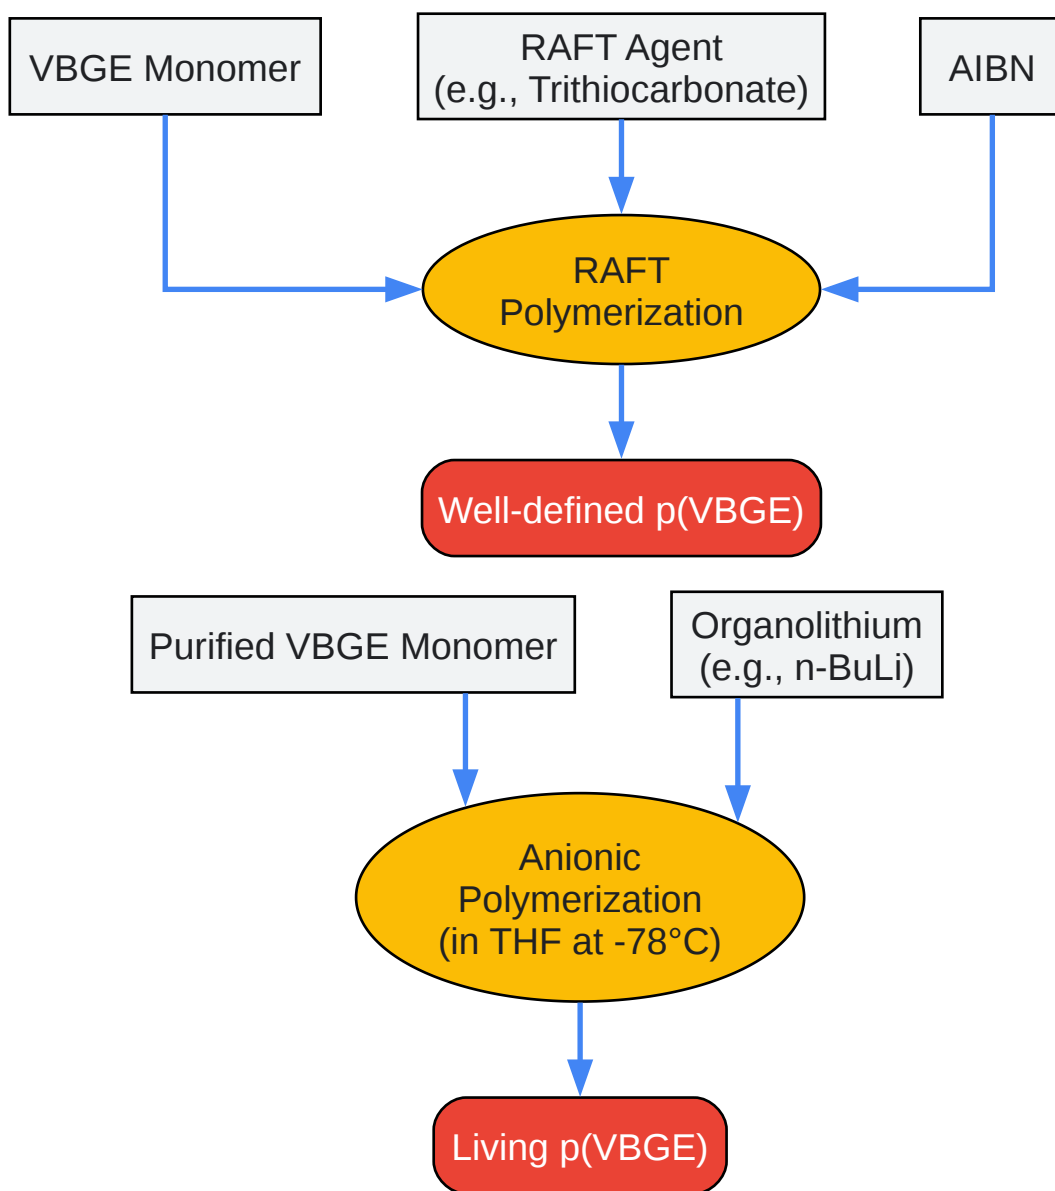 VBGE Monomer
RAFT Agent
(e.g., Trithiocarbonate)
AIBN
RAFT
Polymerization
Well-defined p(VBGE)
Purified VBGE Monomer
Organolithium
(e.g., n-BuLi)
Anionic
Polymerization
(in THF at -78°C)
Living p(VBGE)